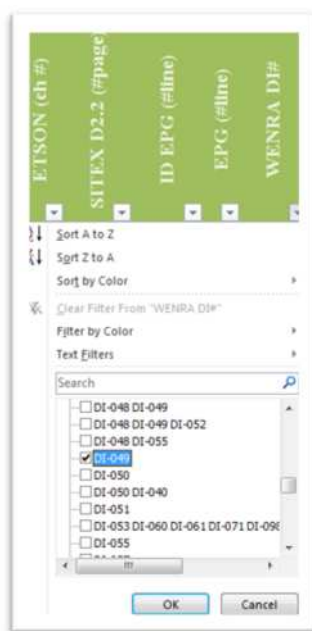 ETSON (ch #)
SITEX D2.2 (#page)
ID EPG (#line)
EPG (#line)
WENRA DI#
Sort A to Z
Sort Z to A
Sort by Color
Clear Filter From "WENRA DI#"
Filter by Color
Text Filters
Search
DI-048 DI-049
DI-048 DI-049 DI-052
DI-048 DI-055
DI-049
DI-050
DI-050 DI-040
DI-051
DI-053 DI-060 DI-061 DI-071 DI-098
DI-055
OK
Cancel